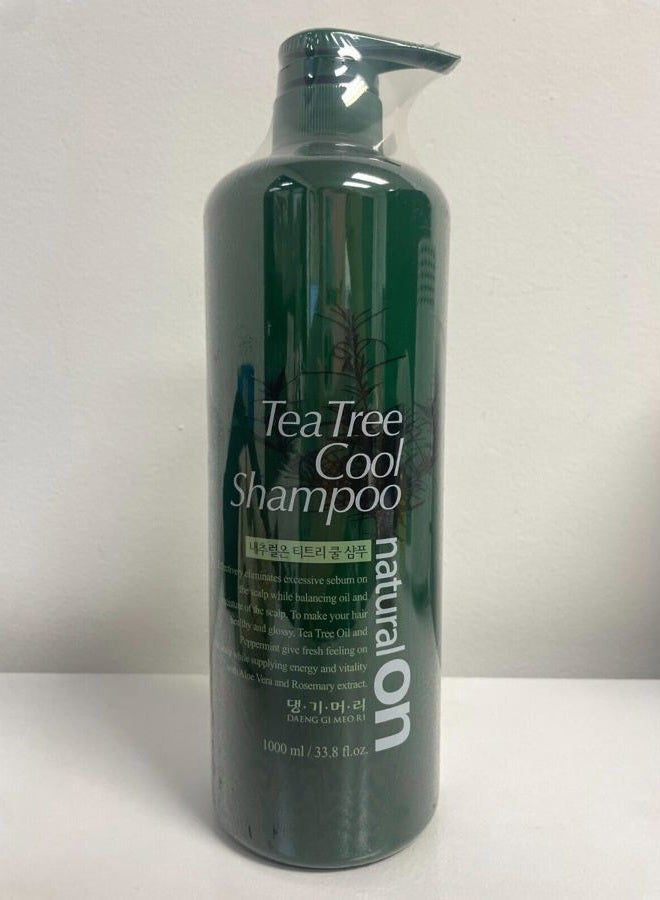 Tea Tree
Cool
Shampoo
내추럴온 티트리 쿨 샴푸
eliminates excessive sebum on
the scalp while balancing oil and
of the scalp. To make your hair
healthy and glossy. Tea Tree Oil and
Peppermint give fresh feeling on
while supplying energy and vitality
with Aloe Vera and Rosemary extract.
댕·기·머·리
DAENG GI MEO RI
1000 ml / 33.8 fl.oz.
natural on